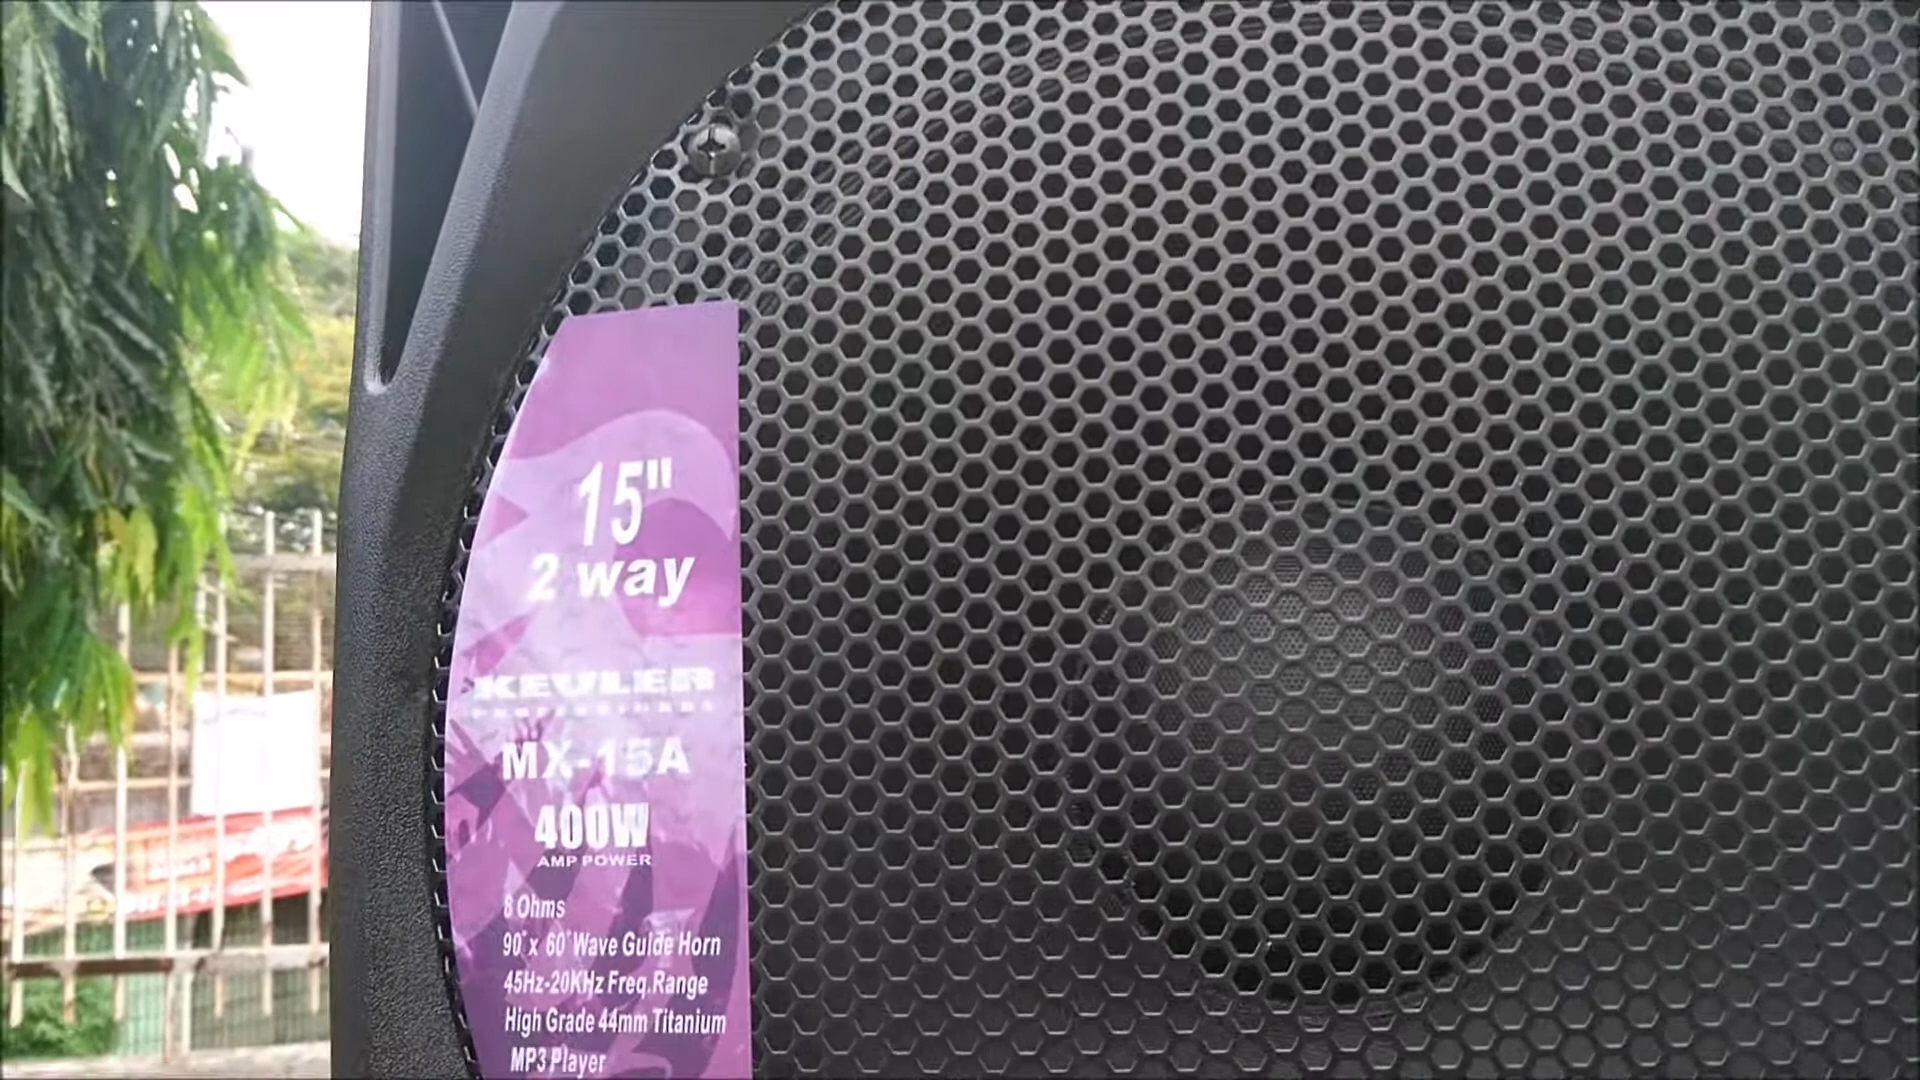 15"
2 way
KEVLER
PROFESSIONAL
MX-15A
400W
AMP POWER
8 Ohms
90° x 60° Wave Guide Horn
45Hz-20KHz Freq.Range
High Grade 44mm Titanium
MP3 Player